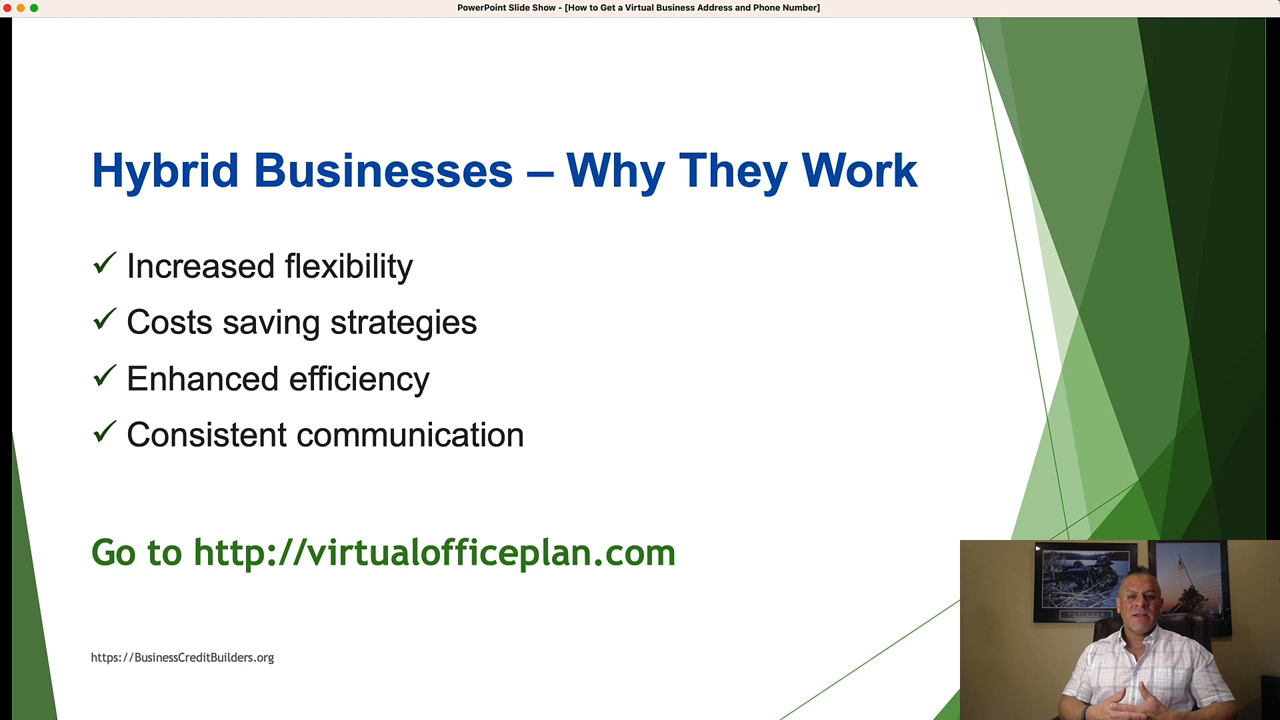 PowerPoint Slide Show - [How to Get a Virtual Business Address and Phone Number]
Hybrid Businesses – Why They Work
✓ Increased flexibility
✓ Costs saving strategies
✓ Enhanced efficiency
✓ Consistent communication
Go to http://virtualofficeplan.com
https://BusinessCreditBuilders.org